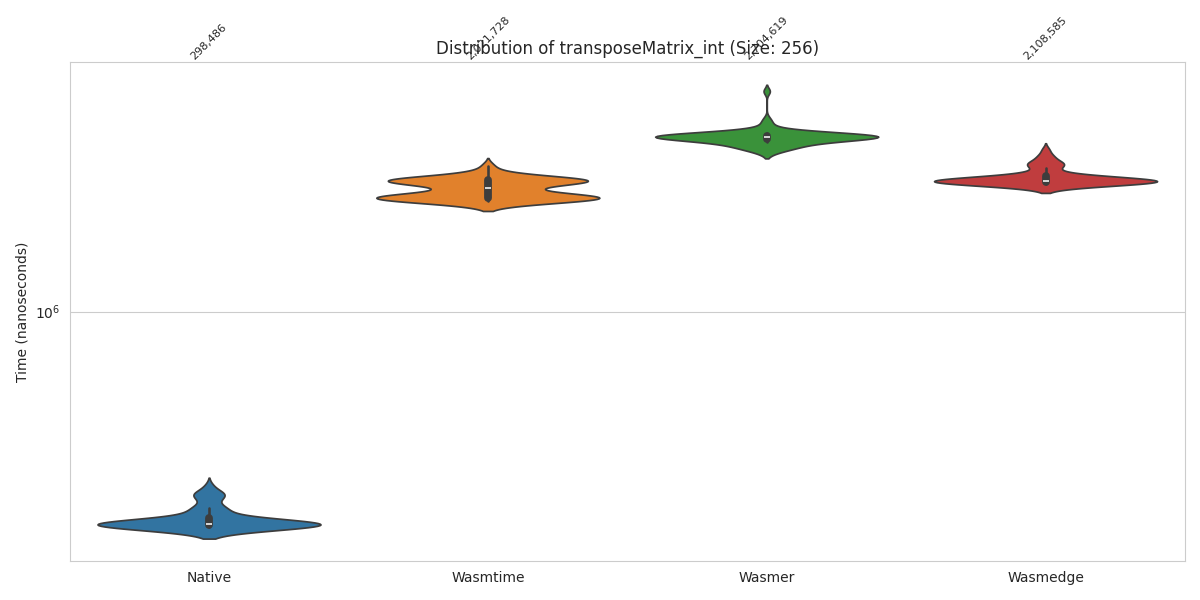 298,486
2,108,585
Distribution of transposeMatrix_int (Size: 256)
Time (nanoseconds)
10⁶
Native
Wasmtime
Wasmer
Wasmedge